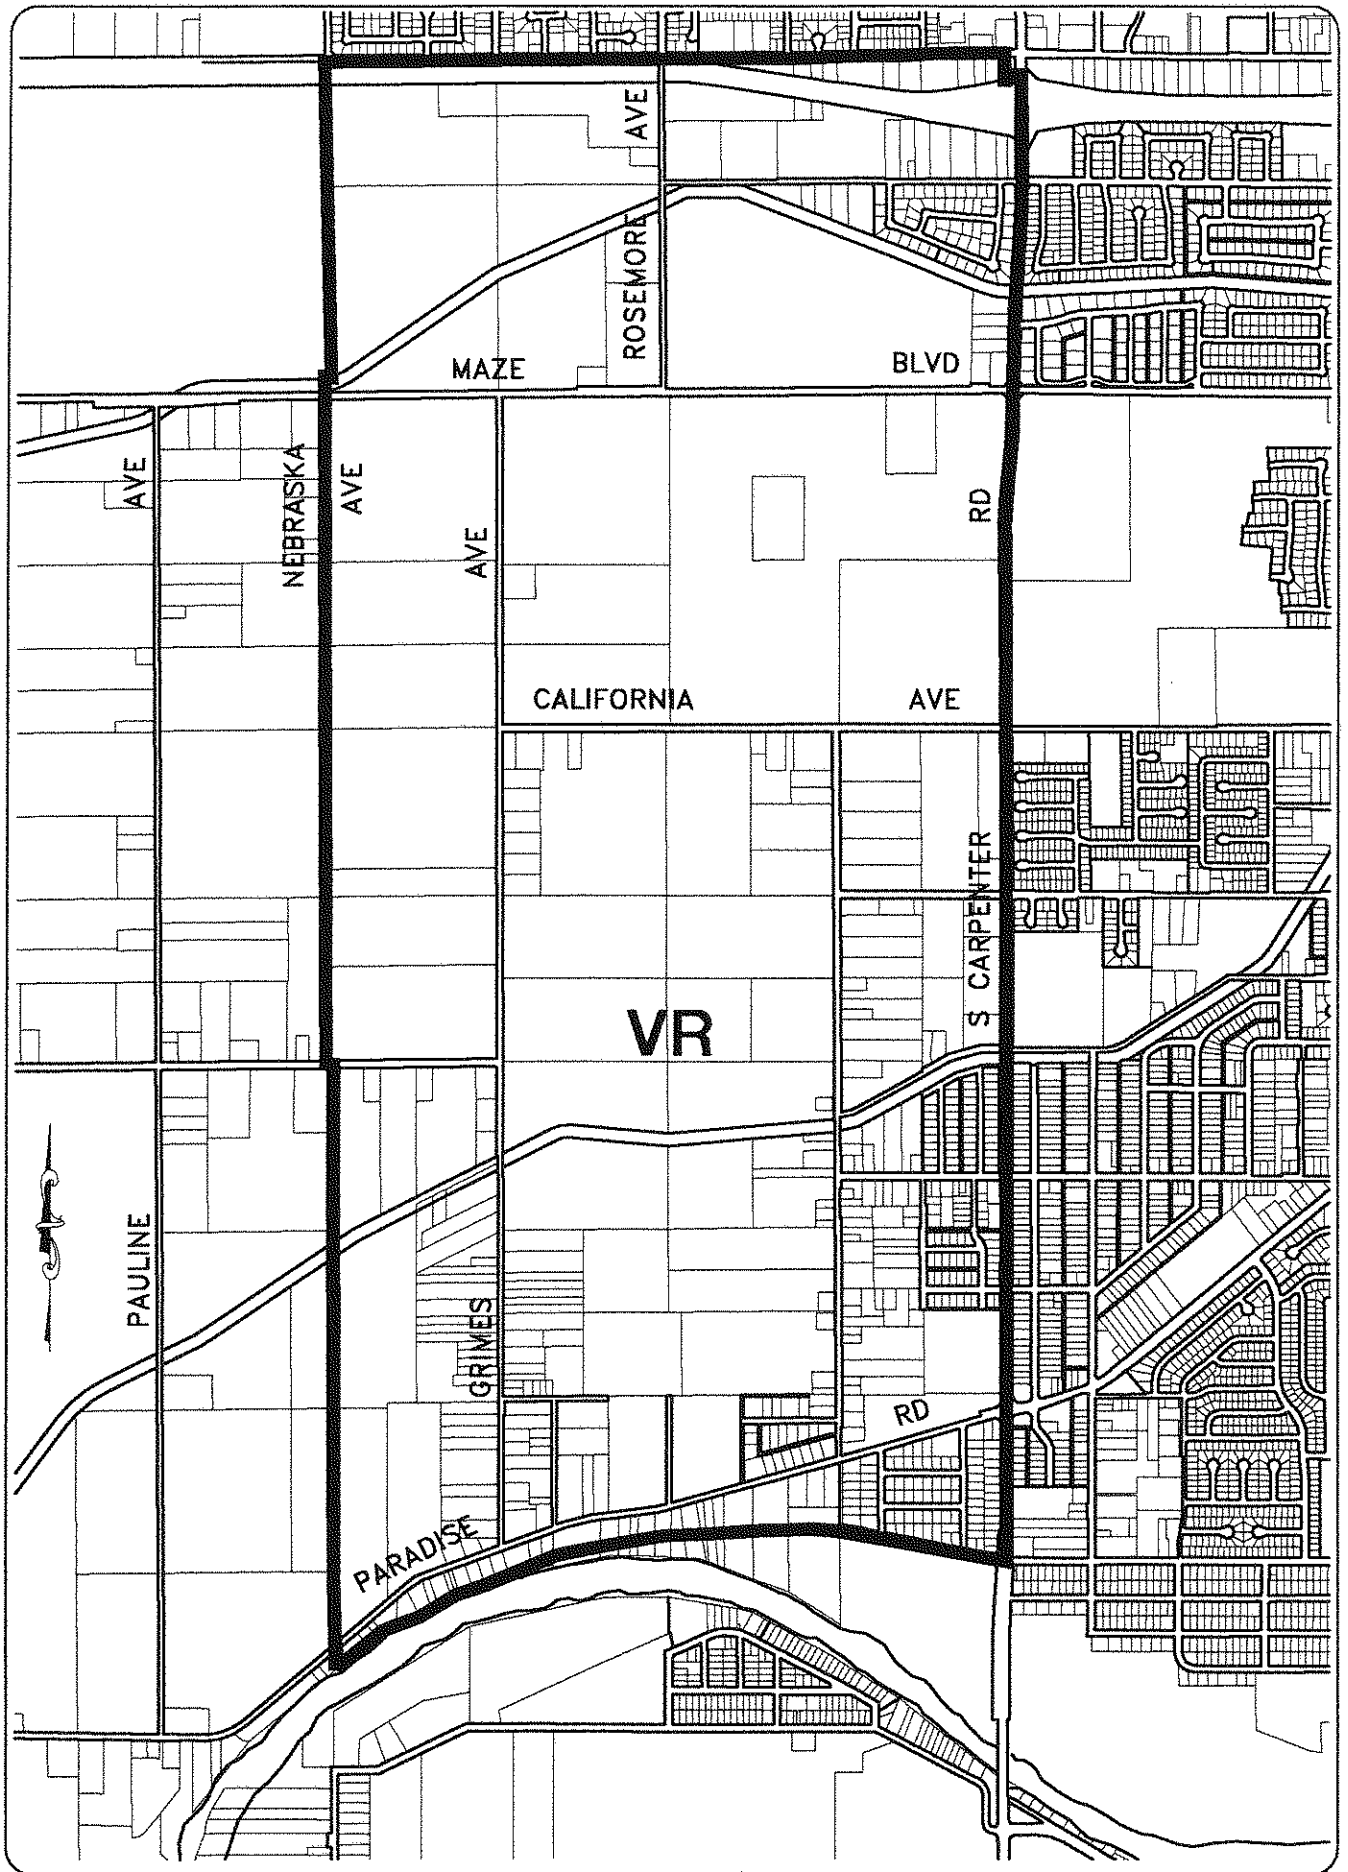 AVE
ROSEMORE
MAZE
BLVD
AVE
NEBRASKA
AVE
AVE
RD
CALIFORNIA
AVE
S CARPENTER
VR
PAULINE
GRIMES
RD
PARADISE